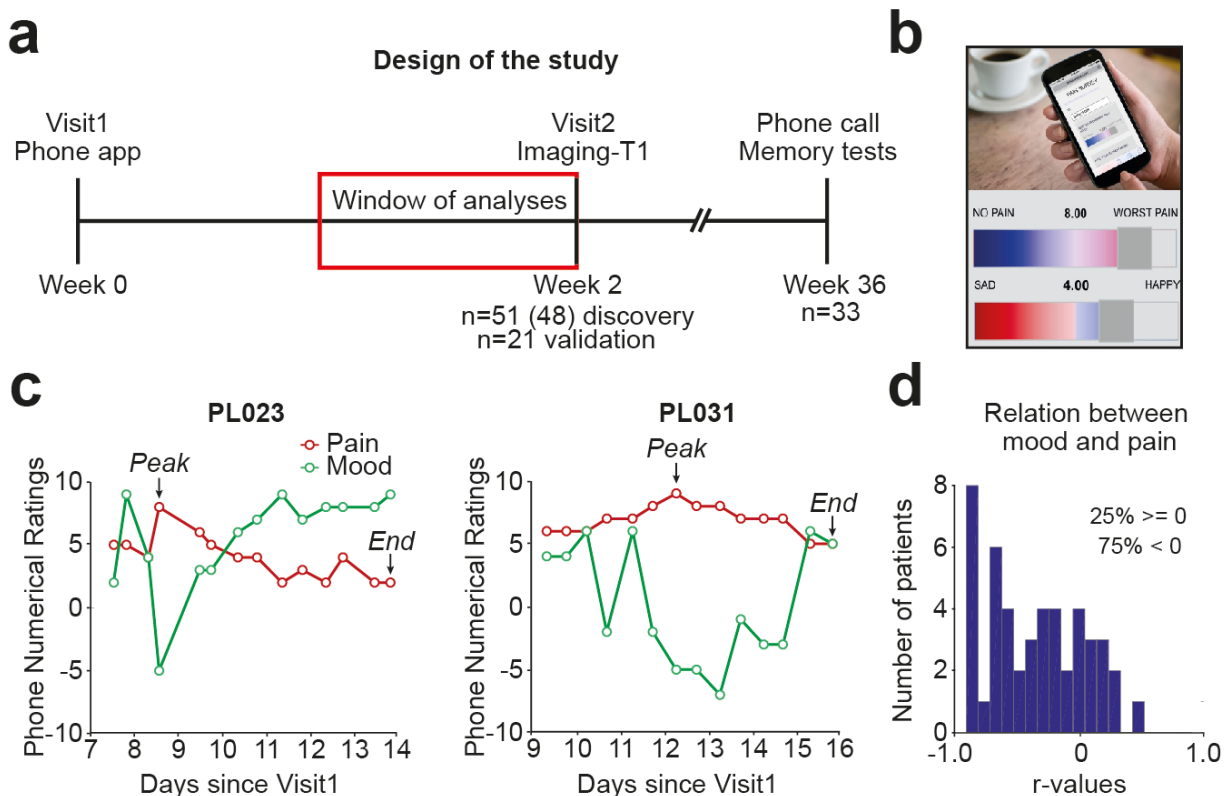 a
Design of the study
Visit1
Phone app
Visit2
Imaging-T1
Phone call
Memory tests
Window of analyses
Week 0
Week 2
n=51 (48) discovery
n=21 validation
Week 36
n=33
b
NO PAIN 8.00 WORST PAIN
SAD 4.00 HAPPY
c
PL023
Pain
Mood
Peak
End
Phone Numerical Ratings
10
5
0
-5
-10
7 8 9 10 11 12 13 14
Days since Visit1
PL031
Peak
End
Phone Numerical Ratings
10
5
0
-5
-10
9 10 11 12 13 14 15 16
Days since Visit1
d
Relation between
mood and pain
25% >= 0
75% < 0
Number of patients
8
6
4
2
0
-1.0 0 1.0
r-values